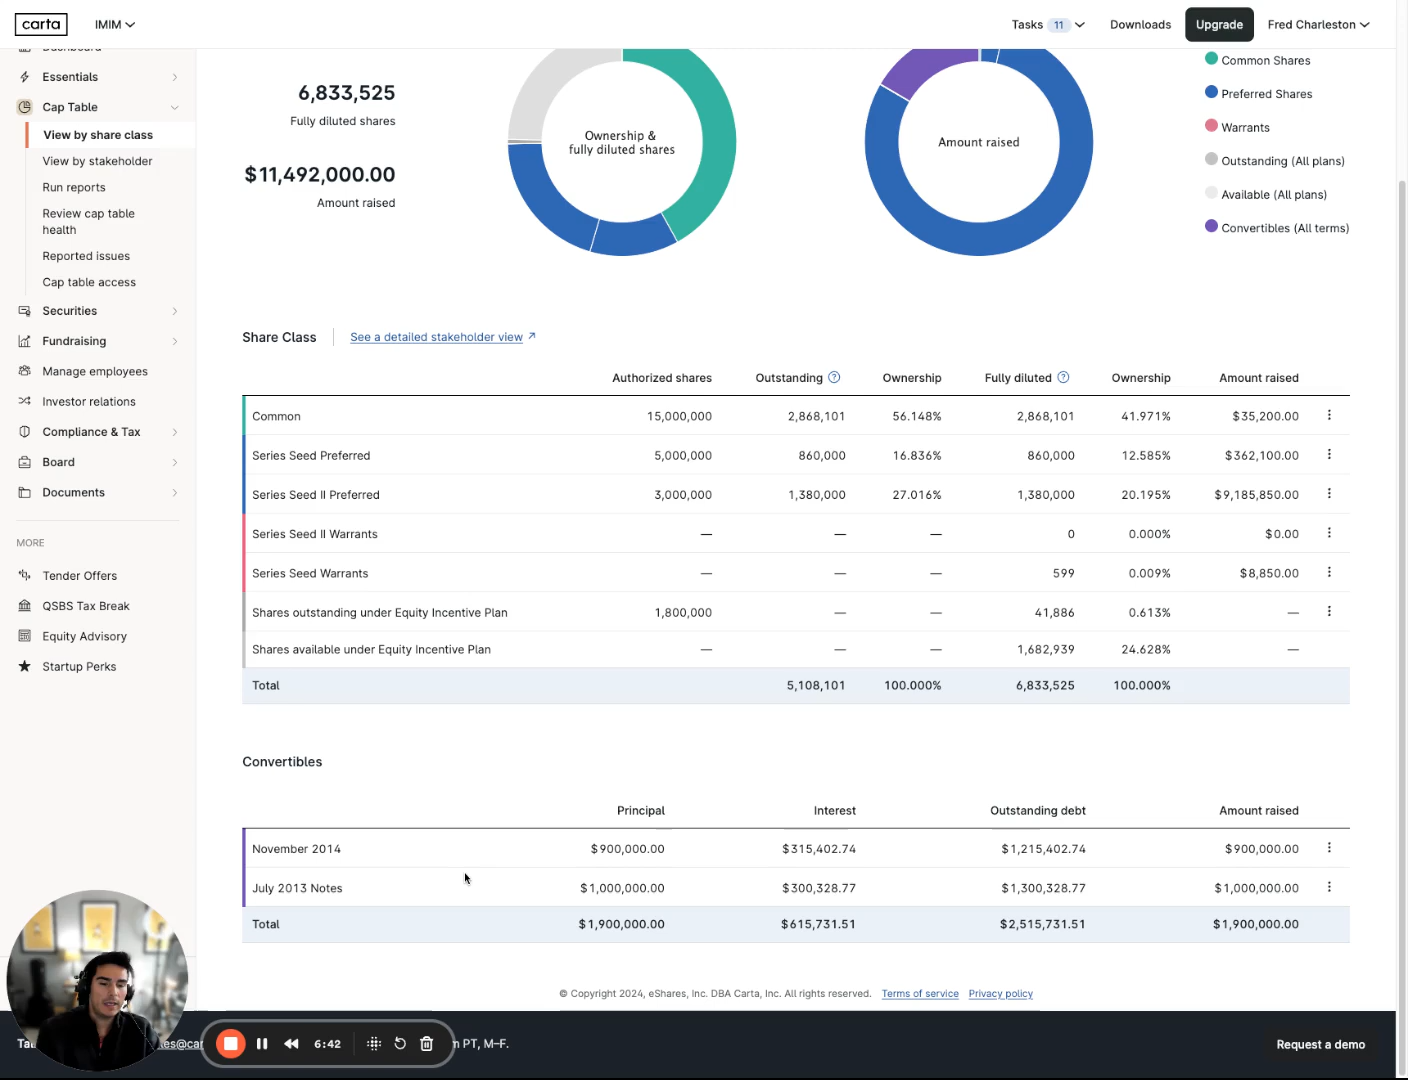 carta
IMIM
Tasks 11
Downloads
Upgrade
Fred Charleston
Dashboard
Essentials
Cap Table
View by share class
View by stakeholder
Run reports
Review cap table
health
Reported issues
Cap table access
Securities
Fundraising
Manage employees
Investor relations
Compliance & Tax
Board
Documents
MORE
Tender Offers
QSBS Tax Break
Equity Advisory
Startup Perks
6,833,525
Fully diluted shares
$11,492,000.00
Amount raised
Ownership &
fully diluted shares
Amount raised
Common Shares
Preferred Shares
Warrants
Outstanding (All plans)
Available (All plans)
Convertibles (All terms)
Share Class See a detailed stakeholder view
Authorized shares Outstanding ? Ownership Fully diluted ? Ownership Amount raised
Common 15,000,000 2,868,101 56.148% 2,868,101 41.971% $35,200.00
Series Seed Preferred 5,000,000 860,000 16.836% 860,000 12.585% $362,100.00
Series Seed II Preferred 3,000,000 1,380,000 27.016% 1,380,000 20.195% $9,185,850.00
Series Seed II Warrants — — — 0 0.000% $0.00
Series Seed Warrants — — — 599 0.009% $8,850.00
Shares outstanding under Equity Incentive Plan 1,800,000 — — 41,886 0.613% —
Shares available under Equity Incentive Plan — — — 1,682,939 24.628% —
Total 5,108,101 100.000% 6,833,525 100.000%
Convertibles
Principal Interest Outstanding debt Amount raised
November 2014 $900,000.00 $315,402.74 $1,215,402.74 $900,000.00
July 2013 Notes $1,000,000.00 $300,328.77 $1,300,328.77 $1,000,000.00
Total $1,900,000.00 $615,731.51 $2,515,731.51 $1,900,000.00
© Copyright 2024, eShares, Inc. DBA Carta, Inc. All rights reserved. Terms of service Privacy policy
6:42
PT, M–F.
Request a demo